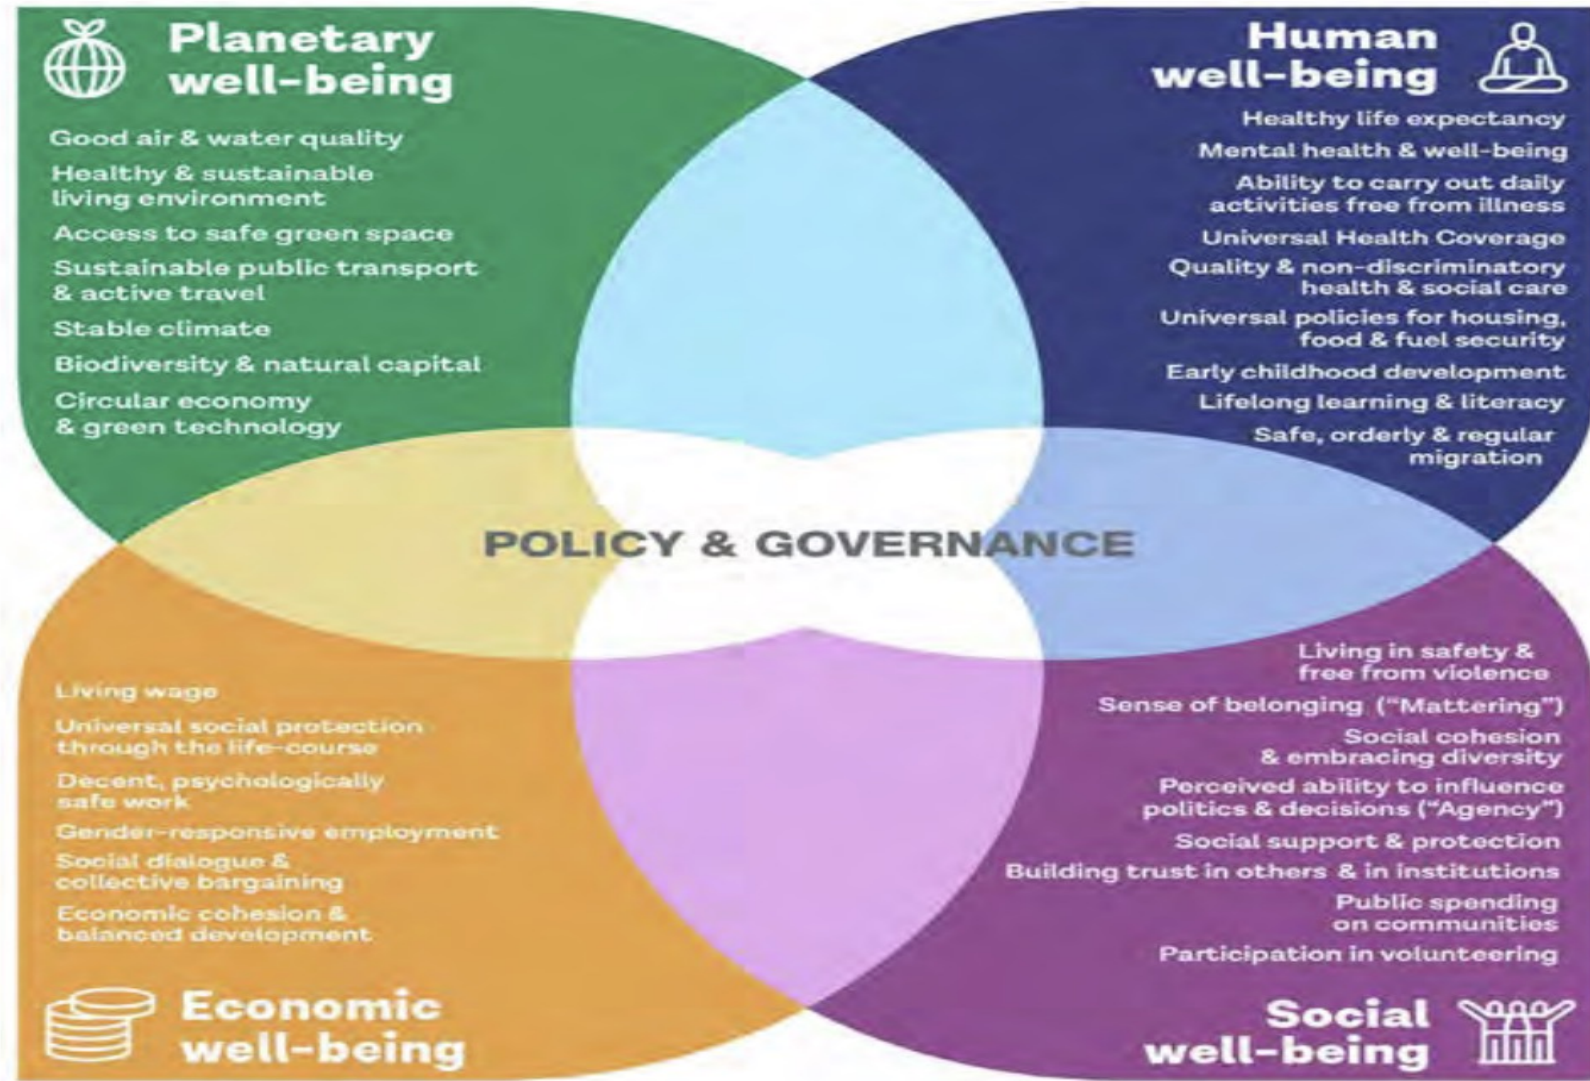 Planetary
well-being
Good air & water quality
Healthy & sustainable
living environment
Access to safe green space
Sustainable public transport
& active travel
Stable climate
Biodiversity & natural capital
Circular economy
& green technology
Human
well-being
Healthy life expectancy
Mental health & well-being
Ability to carry out daily
activities free from illness
Universal Health Coverage
Quality & non-discriminatory
health & social care
Universal policies for housing,
food & fuel security
Early childhood development
Lifelong learning & literacy
Safe, orderly & regular
migration
POLICY & GOVERNANCE
Living wage
Universal social protection
through the life-course
Decent, psychologically
safe work
Gender-responsive employment
Social dialogue &
collective bargaining
Economic cohesion &
balanced development
Economic
well-being
Living in safety &
free from violence
Sense of belonging (“Mattering”)
Social cohesion
& embracing diversity
Perceived ability to influence
politics & decisions (“Agency”)
Social support & protection
Building trust in others & in institutions
Public spending
on communities
Participation in volunteering
Social
well-being